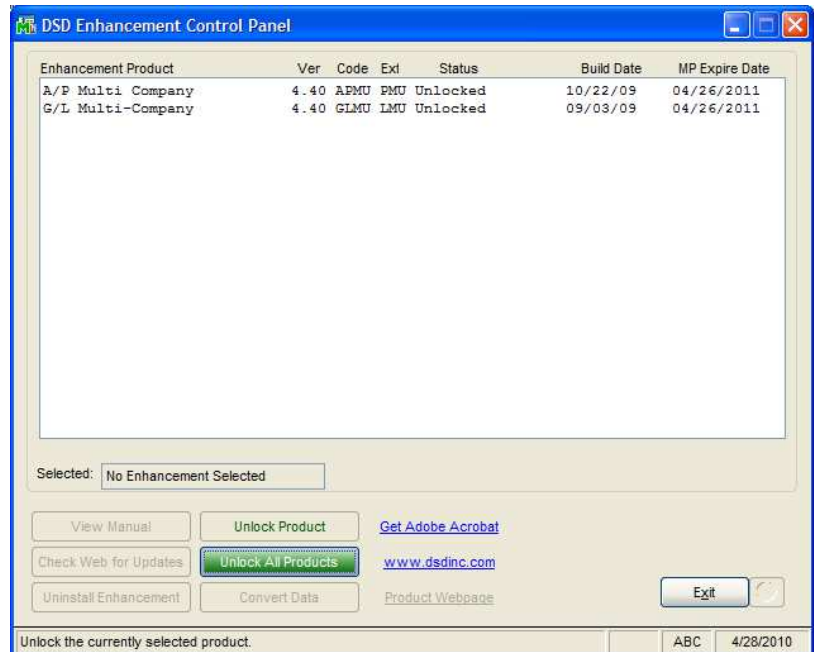 DSD Enhancement Control Panel
Enhancement Product Ver Code Ext Status Build Date MP Expire Date
A/P Multi Company 4.40 APMU PMU Unlocked 10/22/09 04/26/2011
G/L Multi-Company 4.40 GLMU LMU Unlocked 09/03/09 04/26/2011
Selected: No Enhancement Selected
View Manual Unlock Product Get Adobe Acrobat
Check Web for Updates Unlock All Products www.dsdinc.com
Uninstall Enhancement Convert Data Product Webpage Exit
Unlock the currently selected product. ABC 4/28/2010